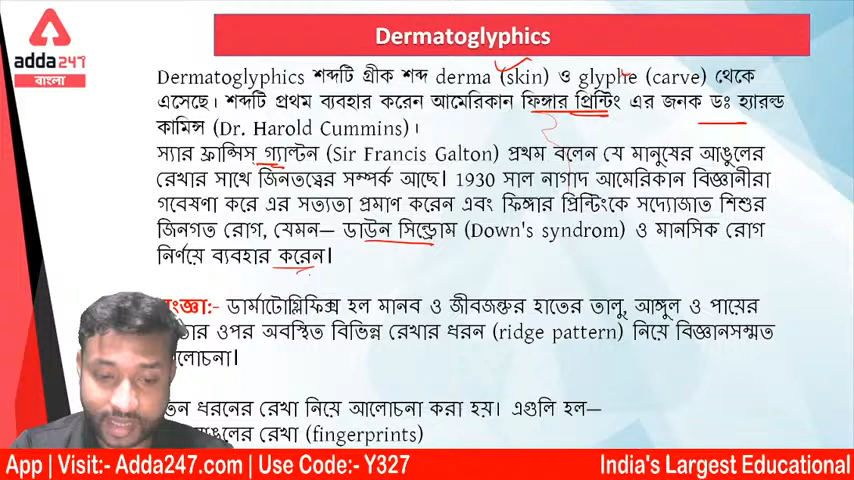 Dermatoglyphics
adda247
বাংলা
Dermatoglyphics শব্দটি গ্রীক শব্দ derma (skin) ও glyphe (carve) থেকে
এসেছে। শব্দটি প্রথম ব্যবহার করেন আমেরিকান ফিঙ্গার প্রিন্টিং এর জনক ডঃ হ্যারল্ড
কামিন্স (Dr. Harold Cummins)।
স্যার ফ্রান্সিস গ্যাল্টন (Sir Francis Galton) প্রথম বলেন যে মানুষের আঙুলের
রেখার সাথে জিনতত্ত্বের সম্পর্ক আছে। 1930 সাল নাগাদ আমেরিকান বিজ্ঞানীরা
গবেষণা করে এর সত্যতা প্রমাণ করেন এবং ফিঙ্গার প্রিন্টিংকে সদ্যোজাত শিশুর
জিনগত রোগ, যেমন— ডাউন সিন্ড্রোম (Down's syndrom) ও মানসিক রোগ
নির্ণয়ে ব্যবহার করেন।
ডার্মাটোগ্লিফিক্স হল মানব ও জীবজন্তুর হাতের তালু, আঙ্গুল ও পায়ের
ওপর অবস্থিত বিভিন্ন রেখার ধরন (ridge pattern) নিয়ে বিজ্ঞানসম্মত
ধরনের রেখা নিয়ে আলোচনা করা হয়। এগুলি হল—
রেখা (fingerprints)
App | Visit:- Adda247.com | Use Code:- Y327
India's Largest Educational